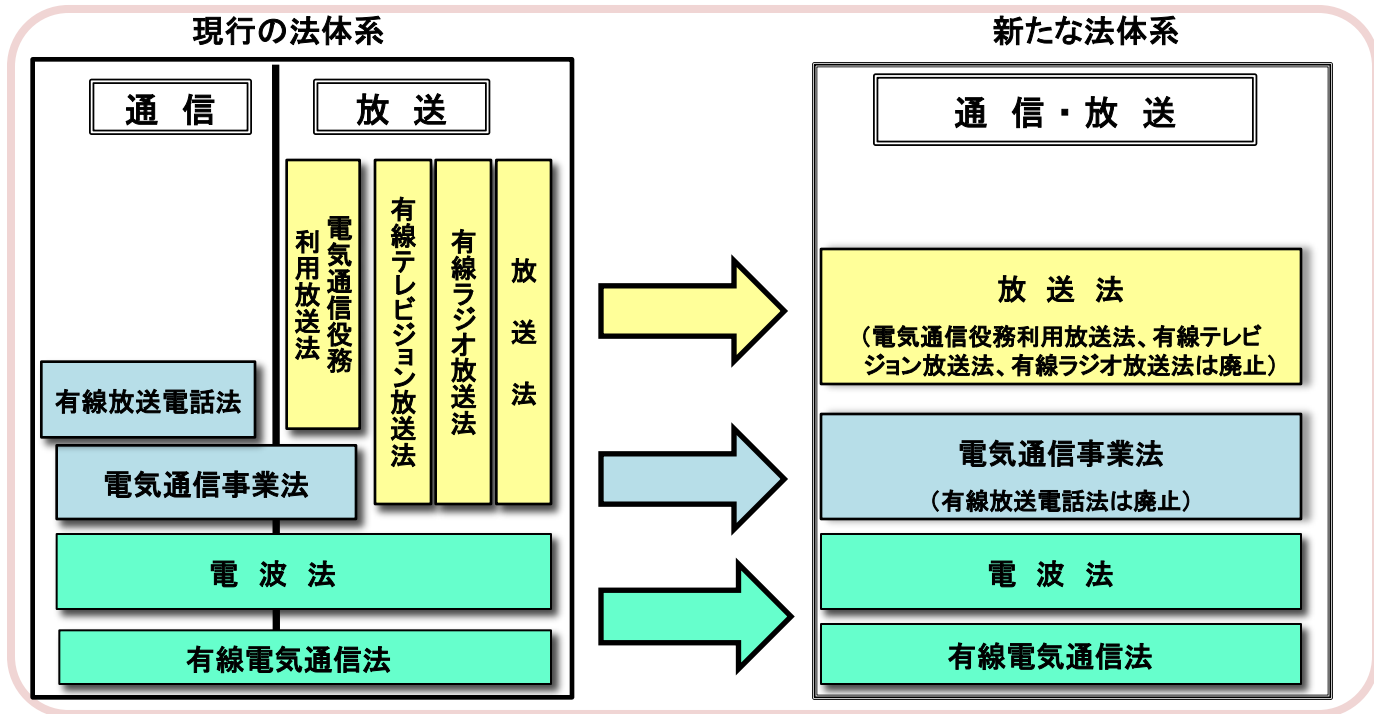 現行の法体系
通 信
放 送
電気通信役務
利用放送法
有線テレビジョン放送法
有線ラジオ放送法
放送法
有線放送電話法
電気通信事業法
電 波 法
有線電気通信法
新たな法体系
通 信・放 送
放 送 法
（電気通信役務利用放送法、有線テレビ
ジョン放送法、有線ラジオ放送法は廃止）
電気通信事業法
（有線放送電話法は廃止）
電 波 法
有線電気通信法